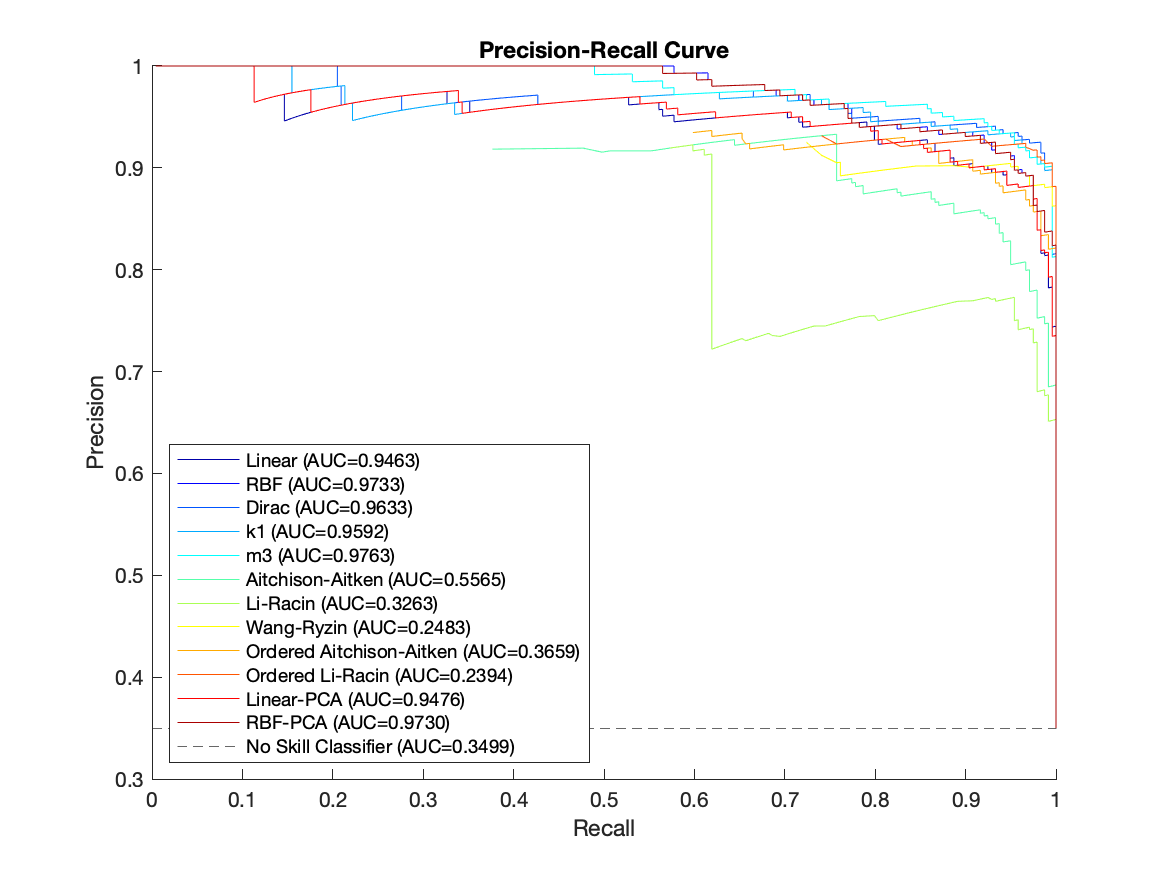 Precision-Recall Curve
1
0.9
0.8
0.7
0.6
0.5
0.4
0.3
Precision
Linear (AUC=0.9463)
RBF (AUC=0.9733)
Dirac (AUC=0.9633)
k1 (AUC=0.9592)
m3 (AUC=0.9763)
Aitchison-Aitken (AUC=0.5565)
Li-Racin (AUC=0.3263)
Wang-Ryzin (AUC=0.2483)
Ordered Aitchison-Aitken (AUC=0.3659)
Ordered Li-Racin (AUC=0.2394)
Linear-PCA (AUC=0.9476)
RBF-PCA (AUC=0.9730)
No Skill Classifier (AUC=0.3499)
0 0.1 0.2 0.3 0.4 0.5 0.6 0.7 0.8 0.9 1
Recall